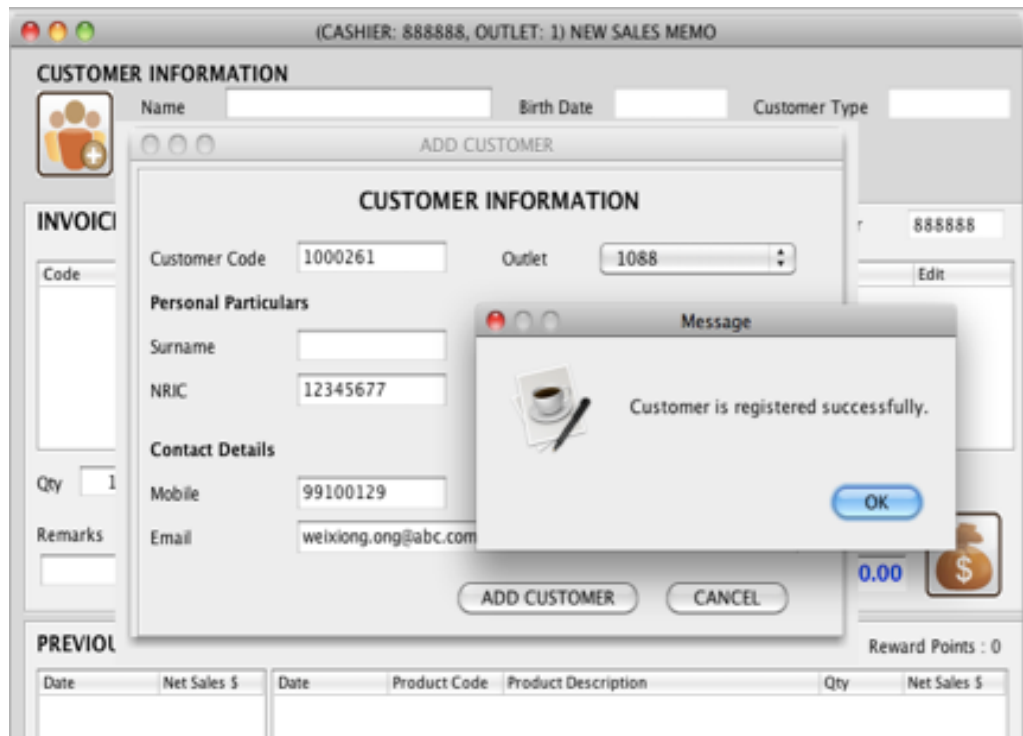 (CASHIER: 888888, OUTLET: 1) NEW SALES MEMO
CUSTOMER INFORMATION
Name Birth Date Customer Type
ADD CUSTOMER
CUSTOMER INFORMATION
INVOIC 888888
Customer Code 1000261 Outlet 1088
Code Edit
Personal Particulars
Message
Surname
NRIC 12345677
Customer is registered successfully.
Contact Details
Qty 1
Mobile 99100129
OK
Remarks
Email weixiong.ong@abc.com
0.00
$
ADD CUSTOMER CANCEL
PREVIOU Reward Points : 0
Date Net Sales $ Date Product Code Product Description Qty Net Sales $